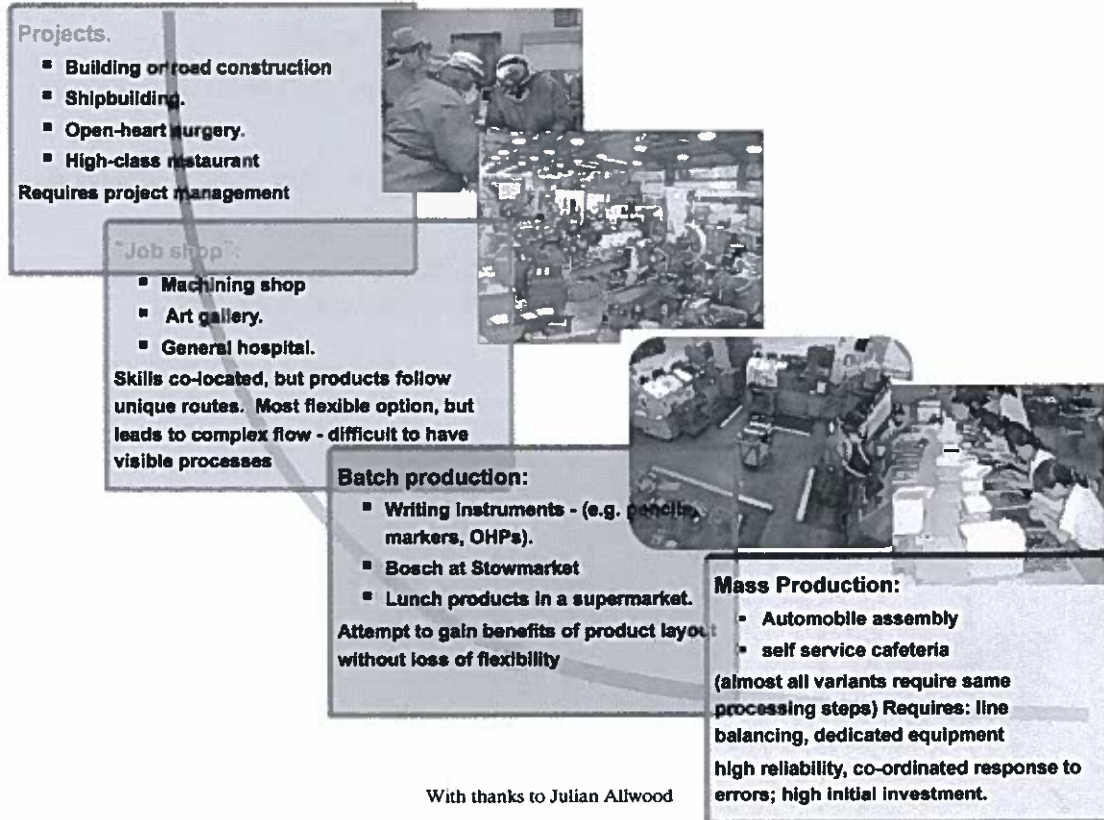 Projects.
▪ Building or road construction
▪ Shipbuilding.
▪ Open-heart surgery.
▪ High-class restaurant
Requires project management
"Job shop":
▪ Machining shop
▪ Art gallery.
▪ General hospital.
Skills co-located, but products follow
unique routes. Most flexible option, but
leads to complex flow - difficult to have
visible processes
Batch production:
▪ Writing instruments - (e.g. pencils,
markers, OHPs).
▪ Bosch at Stowmarket
▪ Lunch products in a supermarket.
Attempt to gain benefits of product layout
without loss of flexibility
Mass Production:
▪ Automobile assembly
▪ self service cafeteria
(almost all variants require same
processing steps) Requires: line
balancing, dedicated equipment
high reliability, co-ordinated response to
errors; high initial investment.
With thanks to Julian Allwood